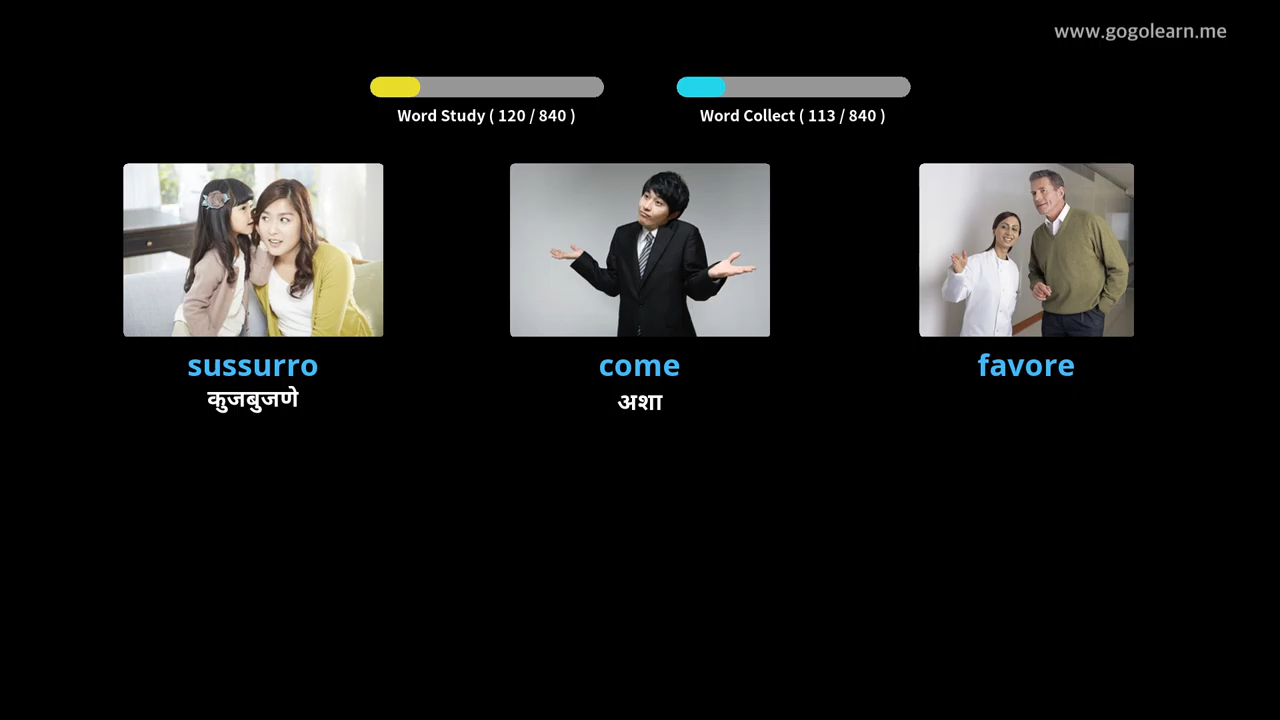 www.gogolearn.me
Word Study ( 120 / 840 )
Word Collect ( 113 / 840 )
sussurro
come
favore
कुजबुजणे
अशा